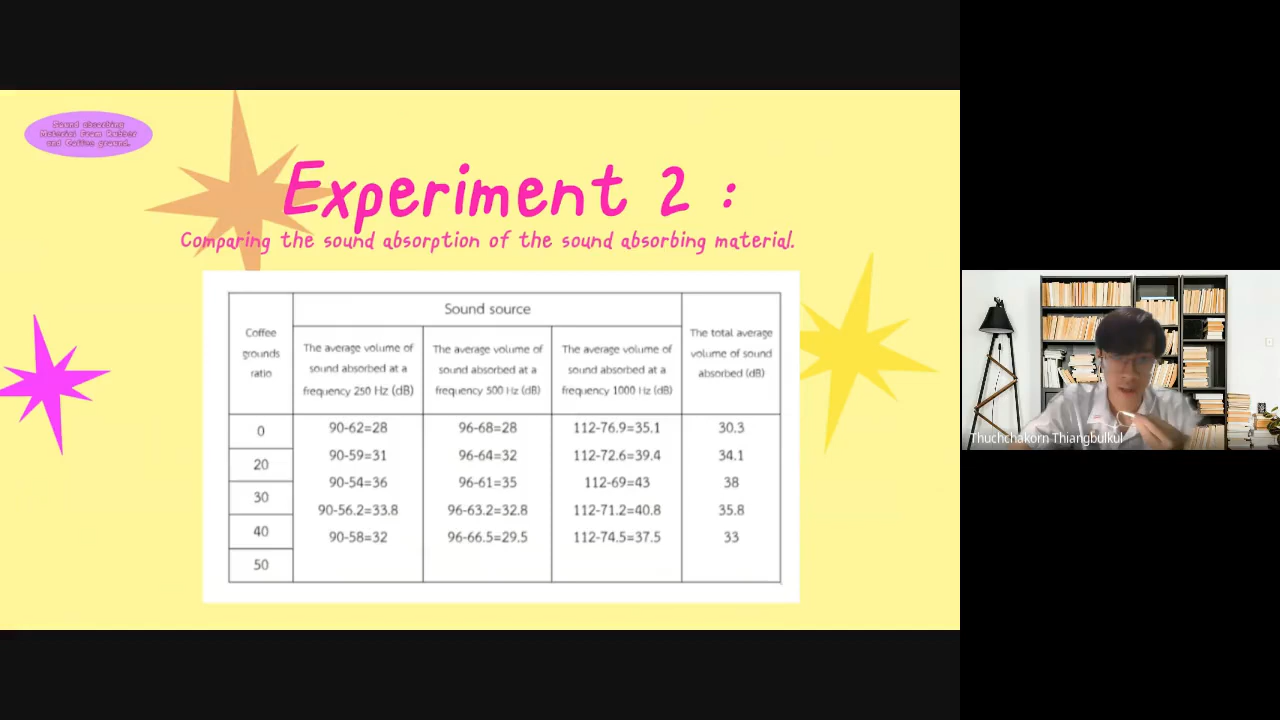 Sound absorbing
Material From Rubber
and Coffee ground.
Experiment 2 :
Comparing the sound absorption of the sound absorbing material.
Coffee
grounds
ratio
Sound source
The average volume of
sound absorbed at a
frequency 250 Hz (dB)
The average volume of
sound absorbed at a
frequency 500 Hz (dB)
The average volume of
sound absorbed at a
frequency 1000 Hz (dB)
The total average
volume of sound
absorbed (dB)
0
90-62=28
96-68=28
112-76.9=35.1
30.3
20
90-59=31
96-64=32
112-72.6=39.4
34.1
30
90-54=36
96-61=35
112-69=43
38
40
90-56.2=33.8
96-63.2=32.8
112-71.2=40.8
35.8
50
90-58=32
96-66.5=29.5
112-74.5=37.5
33
Thuchchakorn Thiangbulkul